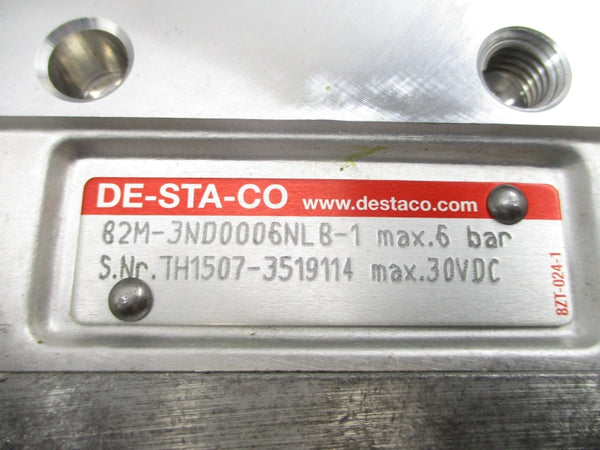 DE-STA-CO www.destaco.com
82M-3ND0006NLB-1 max.6 bar
S.Nr.TH1507-3519114 max.30VDC
8ZT-024-1